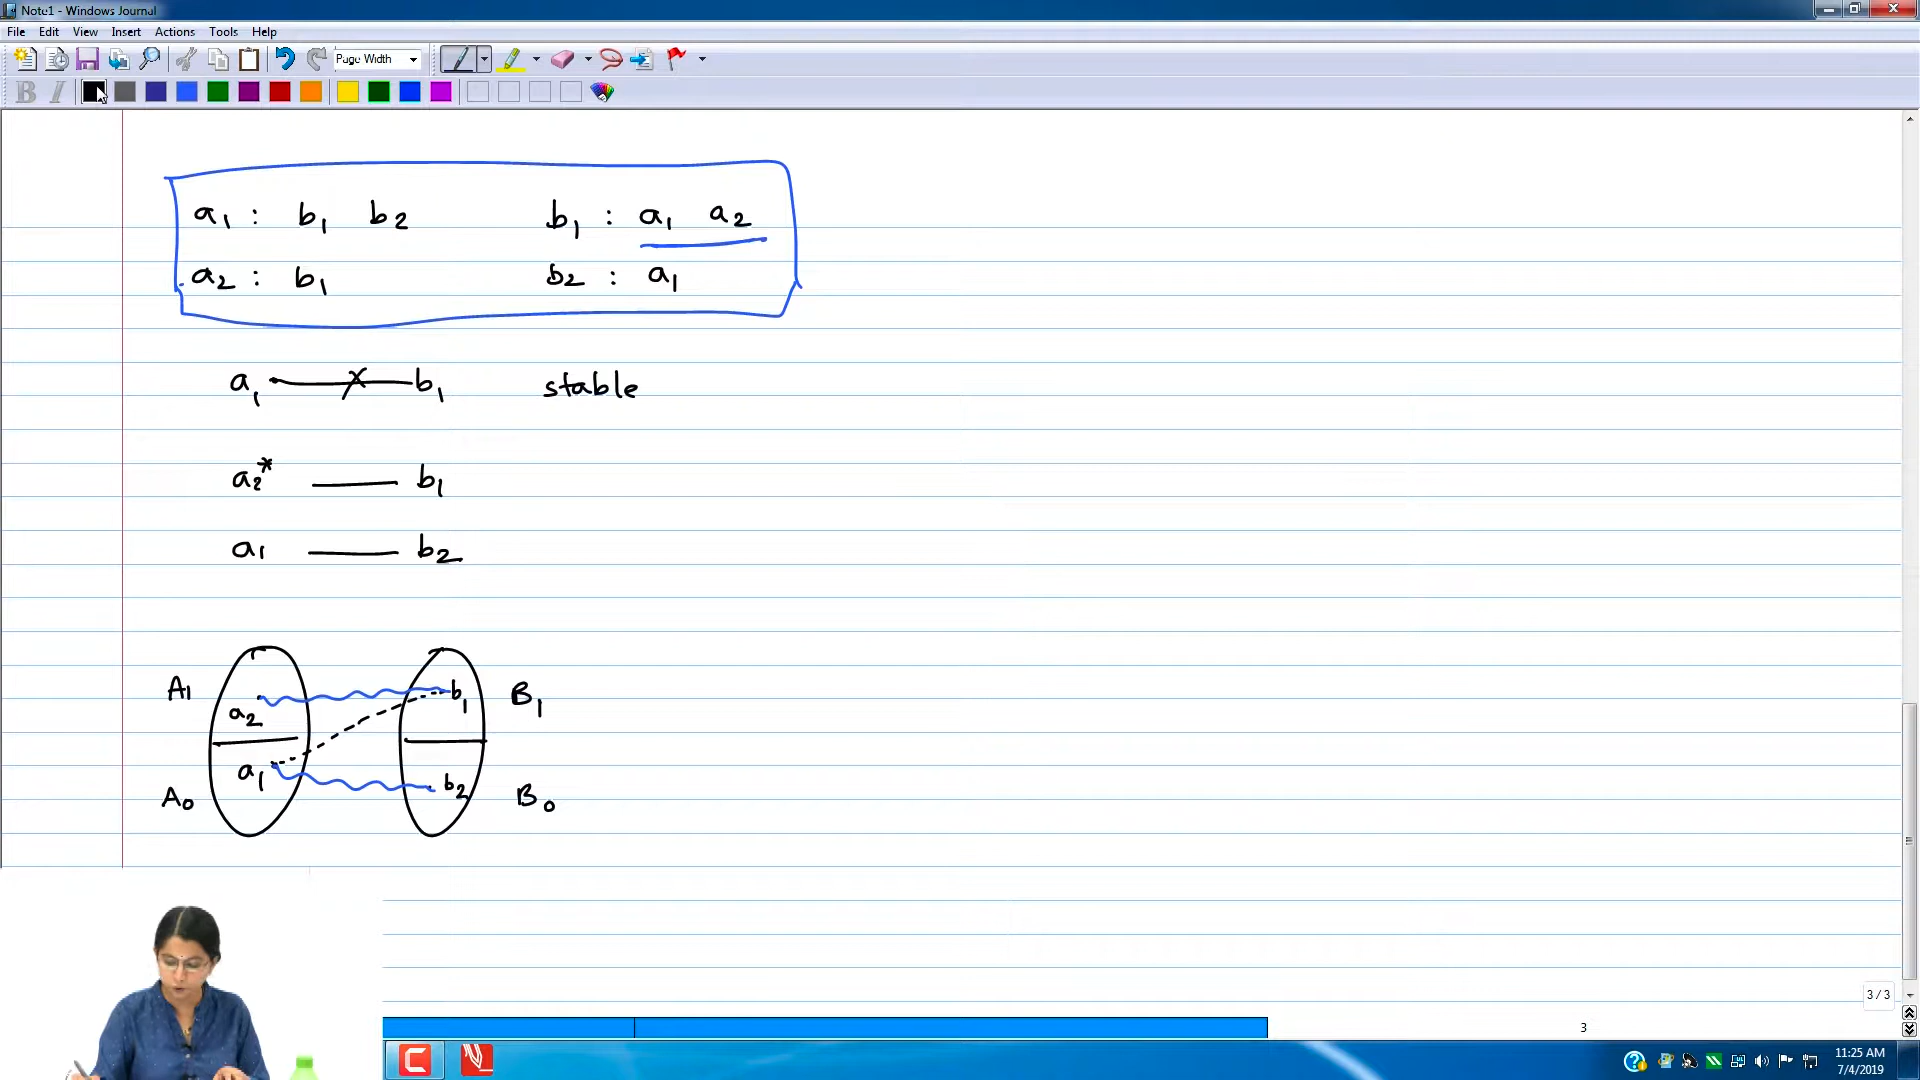 Note1 - Windows Journal
File Edit View Insert Actions Tools Help
Page Width
B I
a1 : b1 b2 b1 : a1 a2
a2 : b1 b2 : a1
a1 b1 stable
a2* b1
a1 b2
A1 a2 b1 B1
A0 a1 b2 B0
3 / 3
3
11:25 AM
7/4/2019